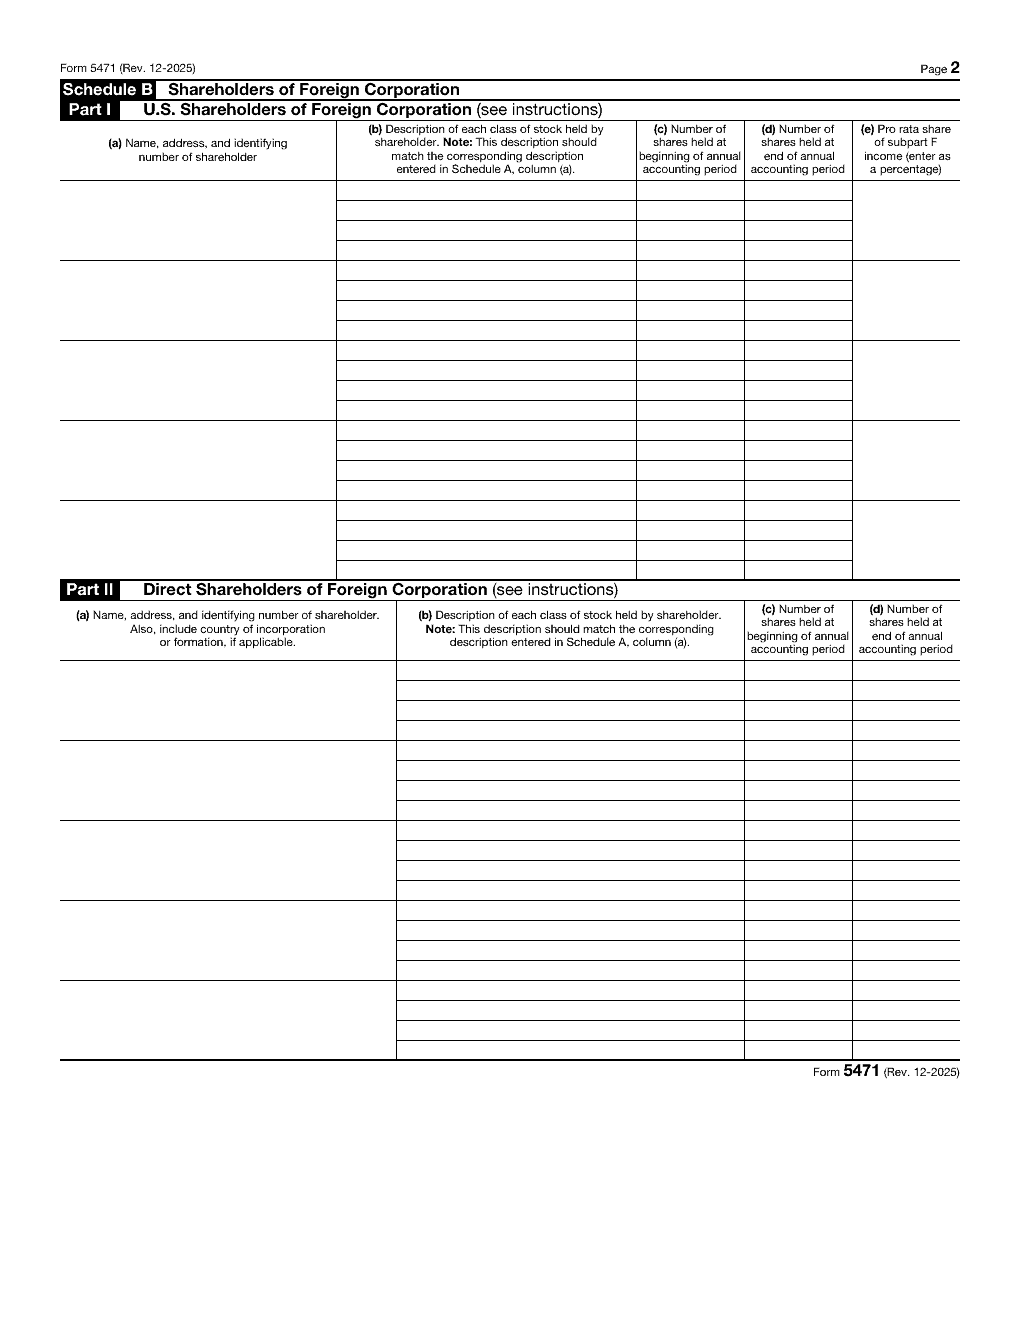 Form 5471 (Rev. 12-2025) Page 2
Schedule B Shareholders of Foreign Corporation
Part I U.S. Shareholders of Foreign Corporation (see instructions)
(a) Name, address, and identifying
number of shareholder
(b) Description of each class of stock held by
shareholder. Note: This description should
match the corresponding description
entered in Schedule A, column (a).
(c) Number of
shares held at
beginning of annual
accounting period
(d) Number of
shares held at
end of annual
accounting period
(e) Pro rata share
of subpart F
income (enter as
a percentage)
Part II Direct Shareholders of Foreign Corporation (see instructions)
(a) Name, address, and identifying number of shareholder.
Also, include country of incorporation
or formation, if applicable.
(b) Description of each class of stock held by shareholder.
Note: This description should match the corresponding
description entered in Schedule A, column (a).
(c) Number of
shares held at
beginning of annual
accounting period
(d) Number of
shares held at
end of annual
accounting period
Form 5471 (Rev. 12-2025)